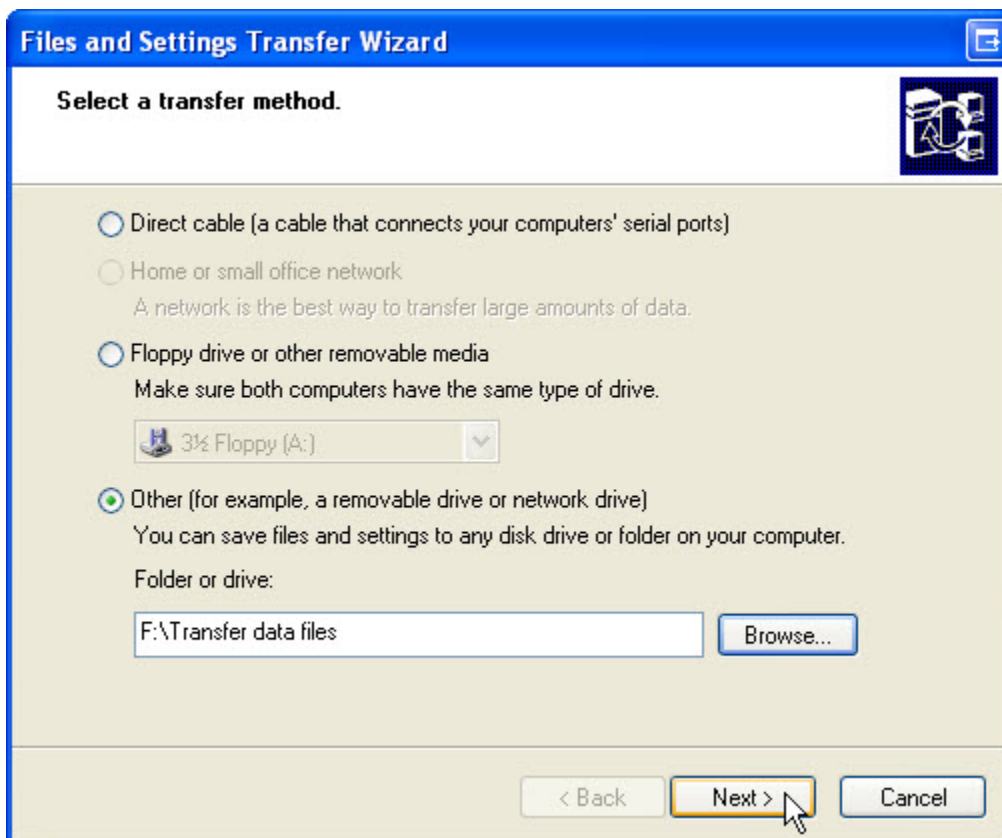 Files and Settings Transfer Wizard
Select a transfer method.
Direct cable (a cable that connects your computers' serial ports)
Home or small office network
A network is the best way to transfer large amounts of data.
Floppy drive or other removable media
Make sure both computers have the same type of drive.
3½ Floppy (A:)
Other (for example, a removable drive or network drive)
You can save files and settings to any disk drive or folder on your computer.
Folder or drive:
F:\Transfer data files
Browse...
< Back
Next >
Cancel